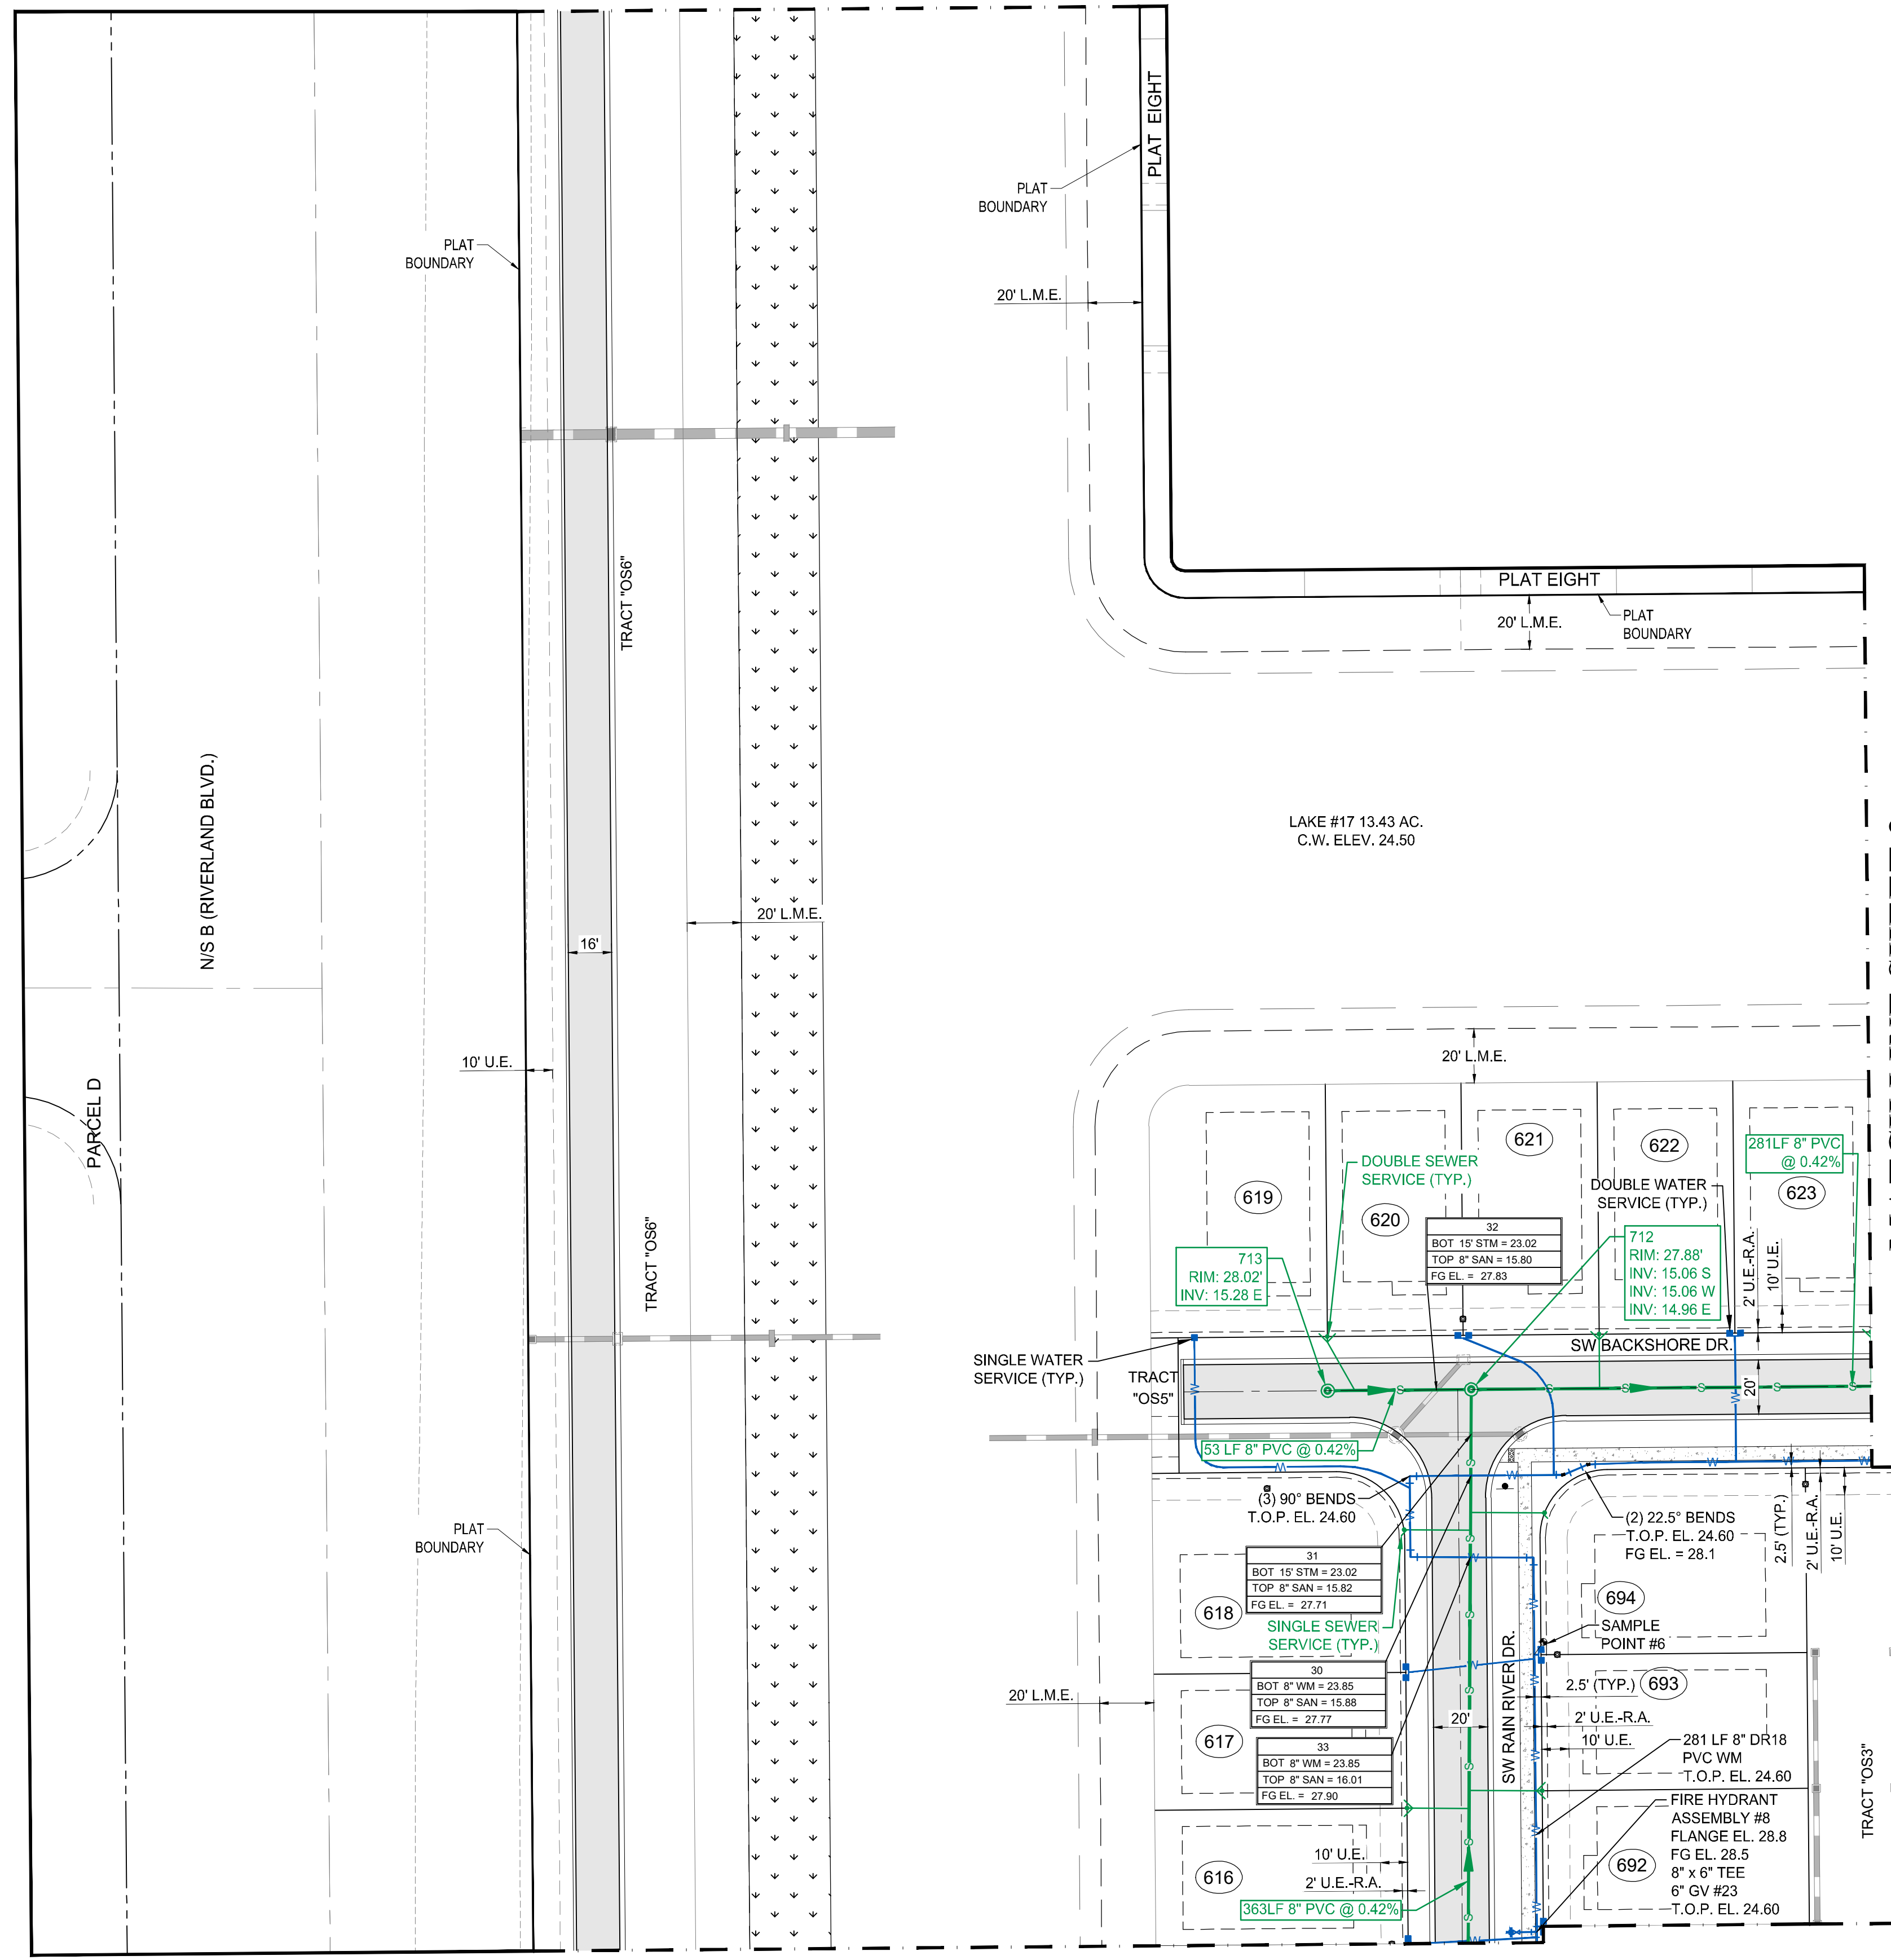 PLAT EIGHT
PLAT
BOUNDARY
PLAT
BOUNDARY
20' L.M.E.
TRACT "OS6"
PLAT EIGHT
20' L.M.E.
PLAT
BOUNDARY
N/S B (RIVERLAND BLVD.)
LAKE #17 13.43 AC.
C.W. ELEV. 24.50
20' L.M.E.
16'
10' U.E.
PARCEL D
20' L.M.E.
TRACT "OS6"
619
620
621
622
623
DOUBLE SEWER
SERVICE (TYP.)
281LF 8" PVC
@ 0.42%
DOUBLE WATER
SERVICE (TYP.)
32
BOT 15' STM = 23.02
TOP 8" SAN = 15.80
FG EL. = 27.83
712
RIM: 27.88'
INV: 15.06 S
INV: 15.06 W
INV: 14.96 E
713
RIM: 28.02'
INV: 15.28 E
2' U.E.-R.A.
10' U.E.
SW BACKSHORE DR.
SINGLE WATER
SERVICE (TYP.)
TRACT
"OS5"
20'
53 LF 8" PVC @ 0.42%
(3) 90° BENDS
T.O.P. EL. 24.60
(2) 22.5° BENDS
T.O.P. EL. 24.60
FG EL. = 28.1
2.5' (TYP.)
2' U.E.-R.A.
10' U.E.
PLAT
BOUNDARY
31
BOT 15' STM = 23.02
TOP 8" SAN = 15.82
FG EL. = 27.71
618
SINGLE SEWER
SERVICE (TYP.)
694
SAMPLE
POINT #6
30
BOT 8" WM = 23.85
TOP 8" SAN = 15.88
FG EL. = 27.77
SW RAIN RIVER DR.
20' L.M.E.
2.5' (TYP.)
693
20'
2' U.E.-R.A.
10' U.E.
617
33
BOT 8" WM = 23.85
TOP 8" SAN = 16.01
FG EL. = 27.90
281 LF 8" DR18
PVC WM
T.O.P. EL. 24.60
TRACT "OS3"
FIRE HYDRANT
ASSEMBLY #8
FLANGE EL. 28.8
FG EL. 28.5
8" x 6" TEE
6" GV #23
T.O.P. EL. 24.60
692
616
10' U.E.
2' U.E.-R.A.
363LF 8" PVC @ 0.42%